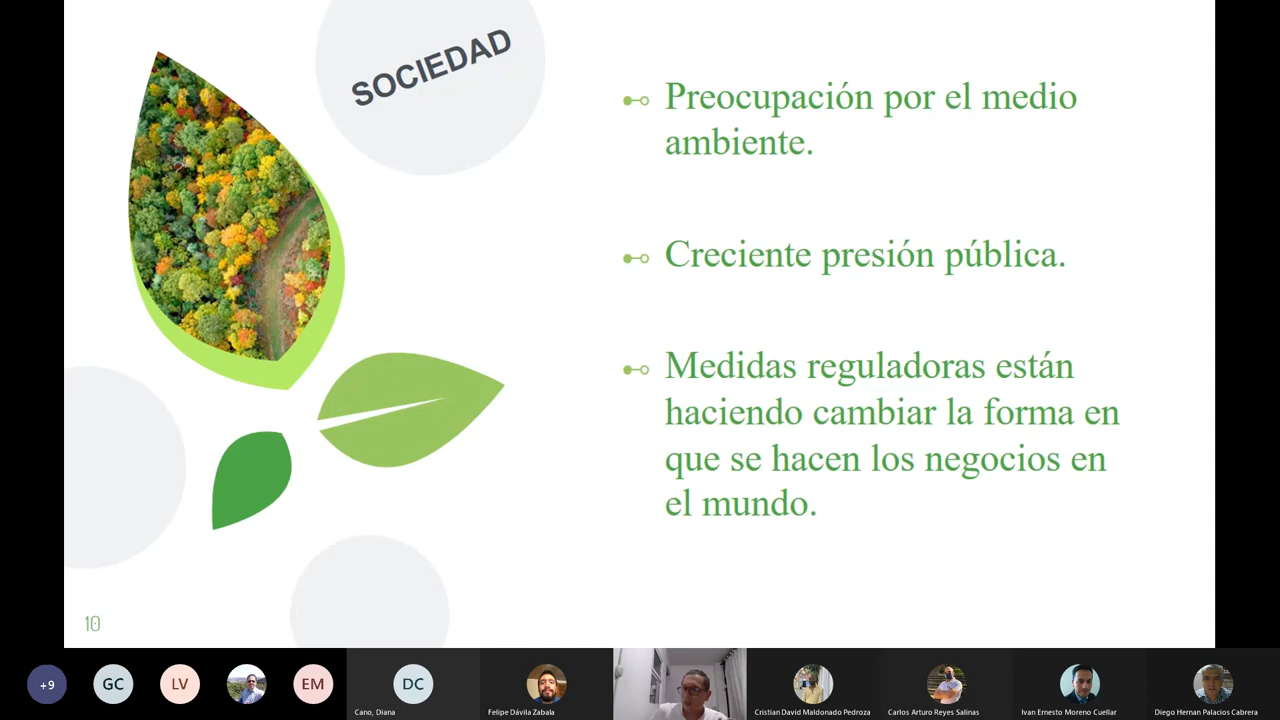 SOCIEDAD
Preocupación por el medio
ambiente.
Creciente presión pública.
Medidas reguladoras están
haciendo cambiar la forma en
que se hacen los negocios en
el mundo.
10
+9
GC
LV
EM
DC
Cano, Diana
Felipe Dávila Zabala
Cristian David Maldonado Pedroza
Carlos Arturo Reyes Salinas
Ivan Ernesto Moreno Cuellar
Diego Hernan Palacios Cabrera